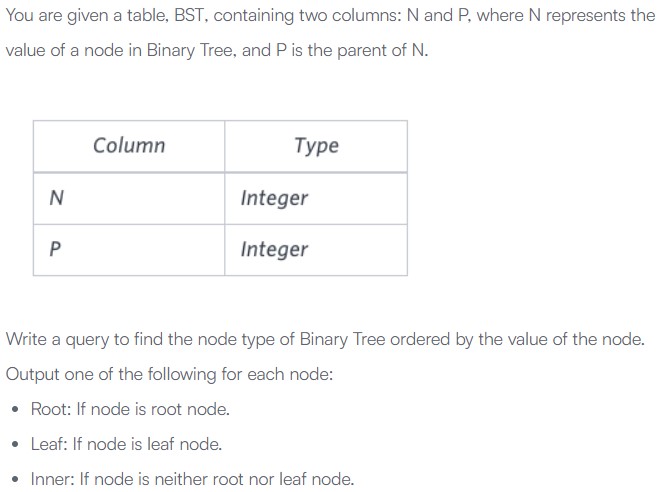 You are given a table, BST, containing two columns: N and P, where N represents the
value of a node in Binary Tree, and P is the parent of N.
Column Type
N Integer
P Integer
Write a query to find the node type of Binary Tree ordered by the value of the node.
Output one of the following for each node:
• Root: If node is root node.
• Leaf: If node is leaf node.
• Inner: If node is neither root nor leaf node.